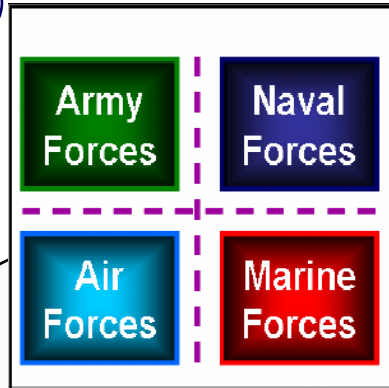 Army
Forces
Naval
Forces
Air
Forces
Marine
Forces